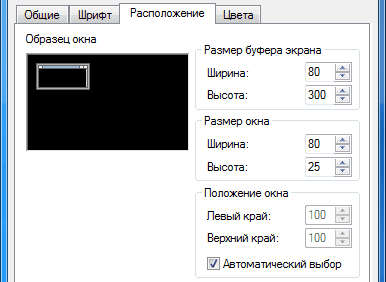 Общие Шрифт Расположение Цвета
Образец окна
Размер буфера экрана
Ширина: 80
Высота: 300
Размер окна
Ширина: 80
Высота: 25
Положение окна
Левый край: 100
Верхний край: 100
Автоматический выбор